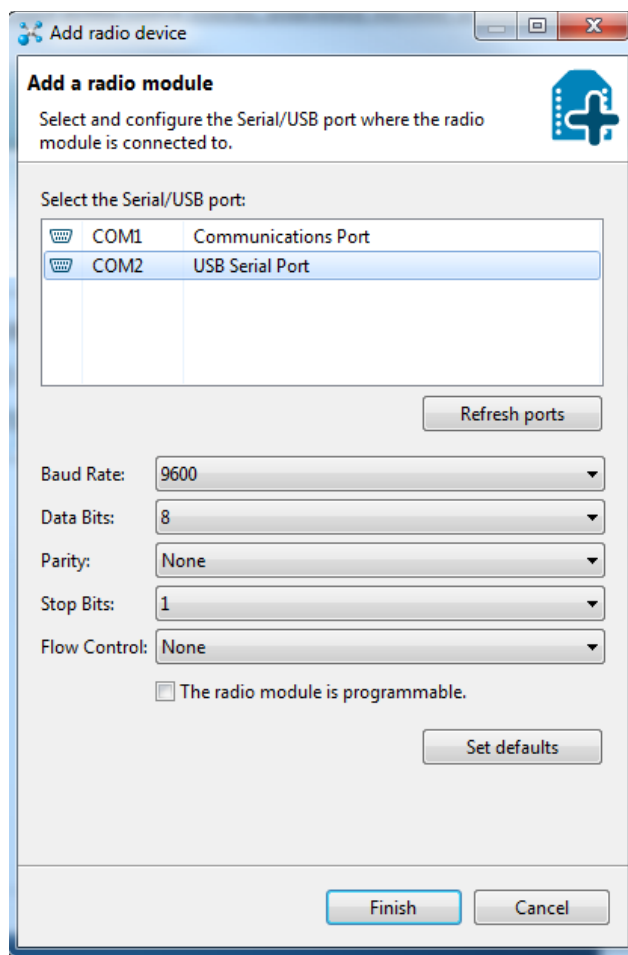 Add radio device
Add a radio module
Select and configure the Serial/USB port where the radio
module is connected to.
Select the Serial/USB port:
COM1 Communications Port
COM2 USB Serial Port
Refresh ports
Baud Rate: 9600
Data Bits: 8
Parity: None
Stop Bits: 1
Flow Control: None
The radio module is programmable.
Set defaults
Finish Cancel